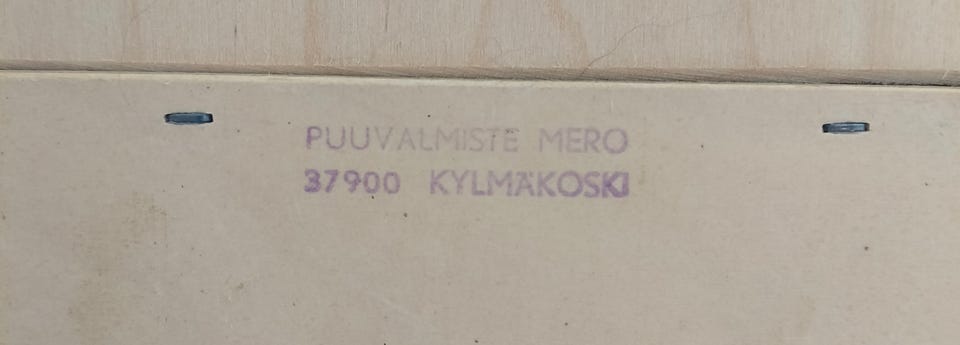 PUUVALMISTE MERO
37900 KYLMÄKOSKI